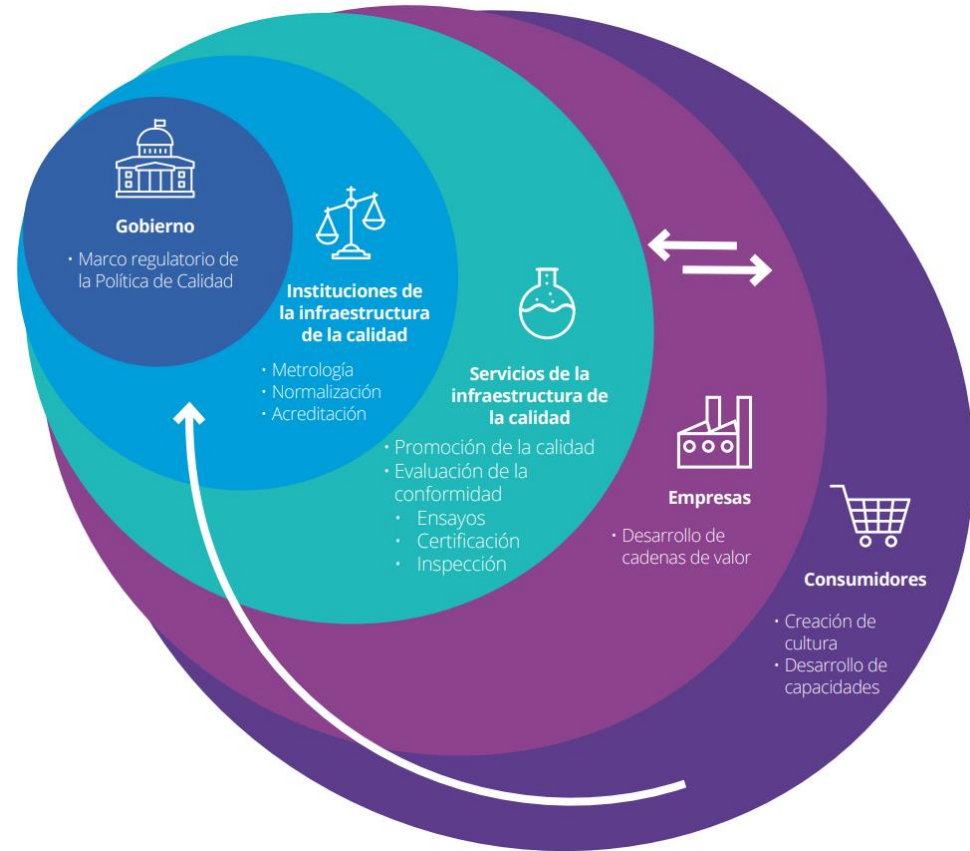 Gobierno
• Marco regulatorio de
la Política de Calidad
Instituciones de
la infraestructura
de la calidad
• Metrología
• Normalización
• Acreditación
Servicios de la
infraestructura de
la calidad
• Promoción de la calidad
• Evaluación de la
conformidad
• Ensayos
• Certificación
• Inspección
Empresas
• Desarrollo de
cadenas de valor
Consumidores
• Creación de
cultura
• Desarrollo de
capacidades